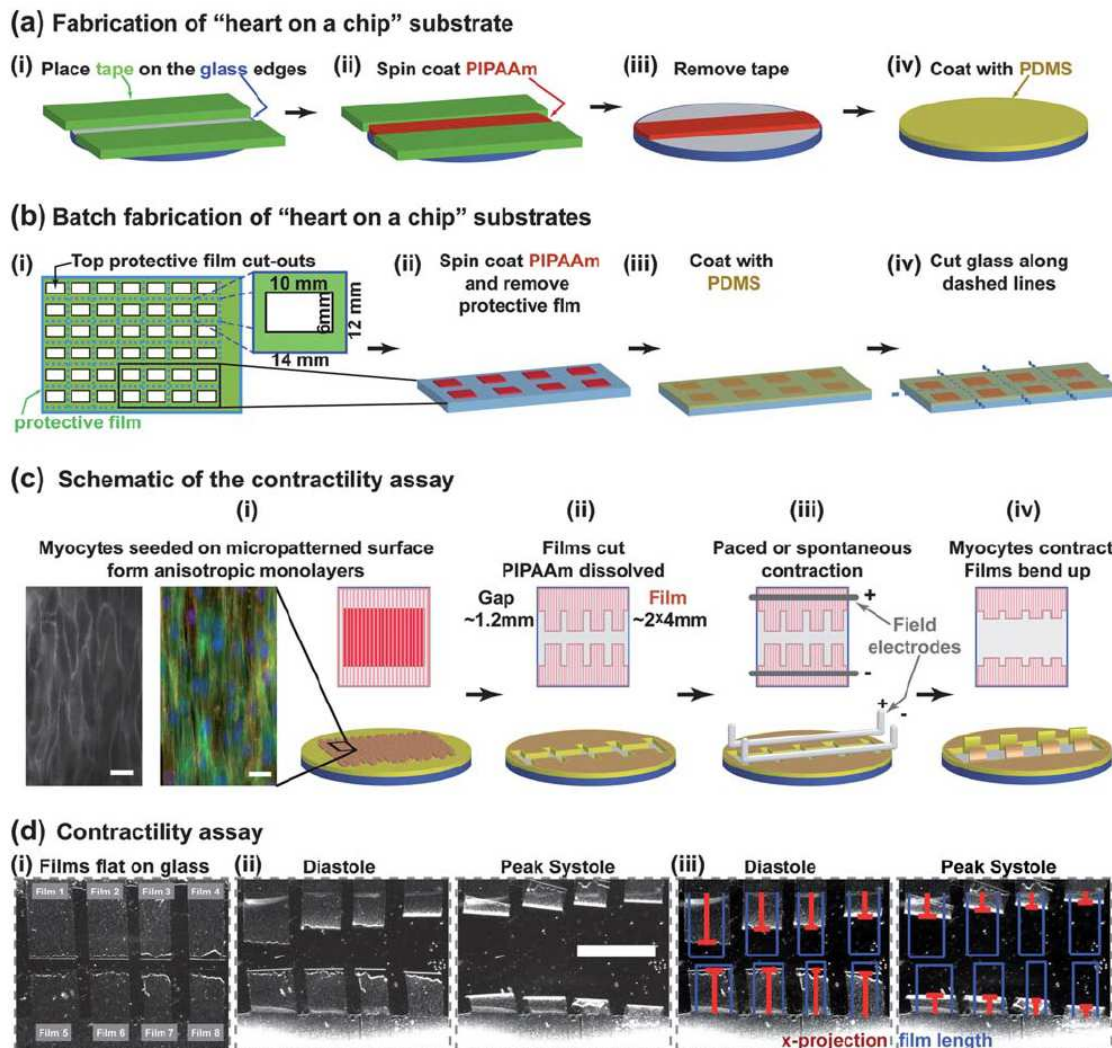 (a) Fabrication of “heart on a chip” substrate
(i) Place tape on the glass edges
(ii) Spin coat PIPAAm
(iii) Remove tape
(iv) Coat with PDMS
(b) Batch fabrication of “heart on a chip” substrates
(i) Top protective film cut-outs
10 mm
6mm
12 mm
14 mm
protective film
(ii) Spin coat PIPAAm
and remove
protective flm
(iii) Coat with
PDMS
(iv) Cut glass along
dashed lines
(c) Schematic of the contractility assay
(i)
Myocytes seeded on micropatterned surface
form anisotropic monolayers
(ii)
Films cut
PIPAAm dissolved
Gap
~1.2mm
Film
~2x4mm
(iii)
Paced or spontaneous
contraction
+
Field
electrodes
-
+
-
(iv)
Myocytes contract
Films bend up
(d) Contractility assay
(i) Films flat on glass
Film 1 Film 2 Film 3 Film 4
Film 5 Film 6 Film 7 Film 8
(ii) Diastole
Peak Systole
(iii) Diastole
Peak Systole
x-projection
film length